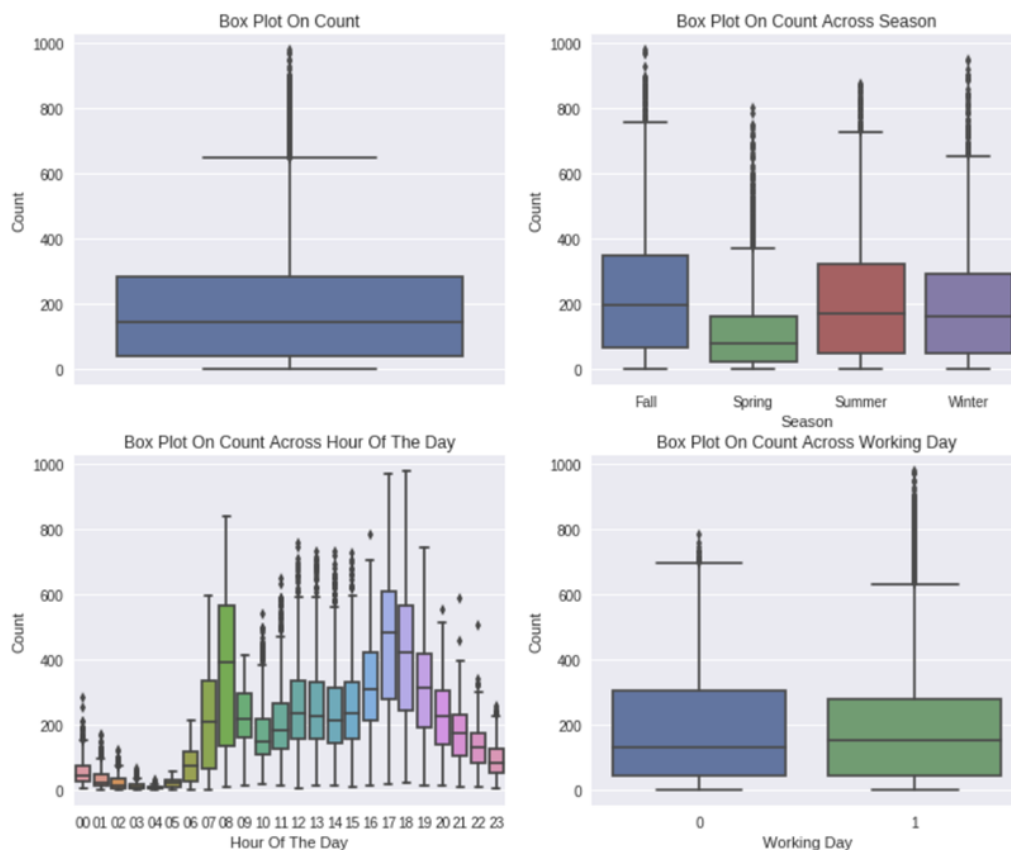 Box Plot On Count
1000
800
600
400
200
0
Count
Box Plot On Count Across Season
1000
800
600
400
200
0
Count
Fall Spring Summer Winter
Season
Box Plot On Count Across Hour Of The Day
1000
800
600
400
200
0
Count
00 01 02 03 04 05 06 07 08 09 10 11 12 13 14 15 16 17 18 19 20 21 22 23
Hour Of The Day
Box Plot On Count Across Working Day
1000
800
600
400
200
0
Count
0 1
Working Day